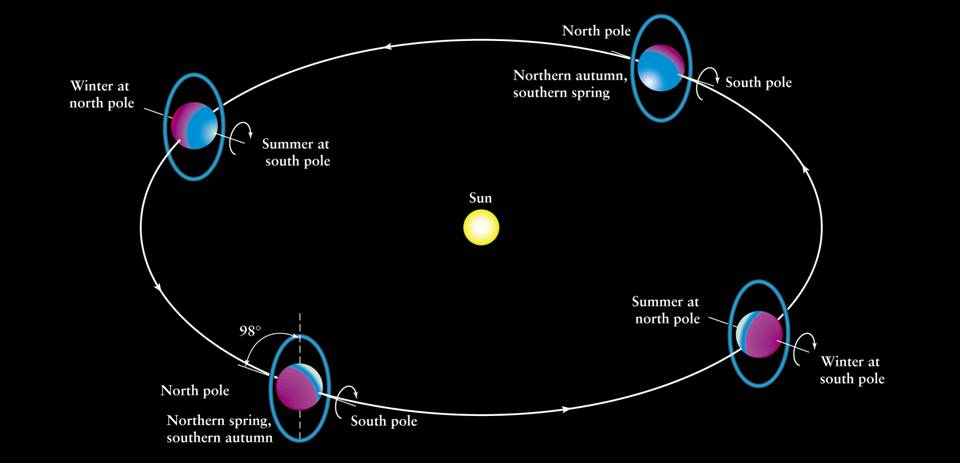 North pole
Northern autumn,
southern spring
South pole
Winter at
north pole
Summer at
south pole
Sun
Summer at
north pole
Winter at
south pole
98°
North pole
Northern spring,
southern autumn
South pole